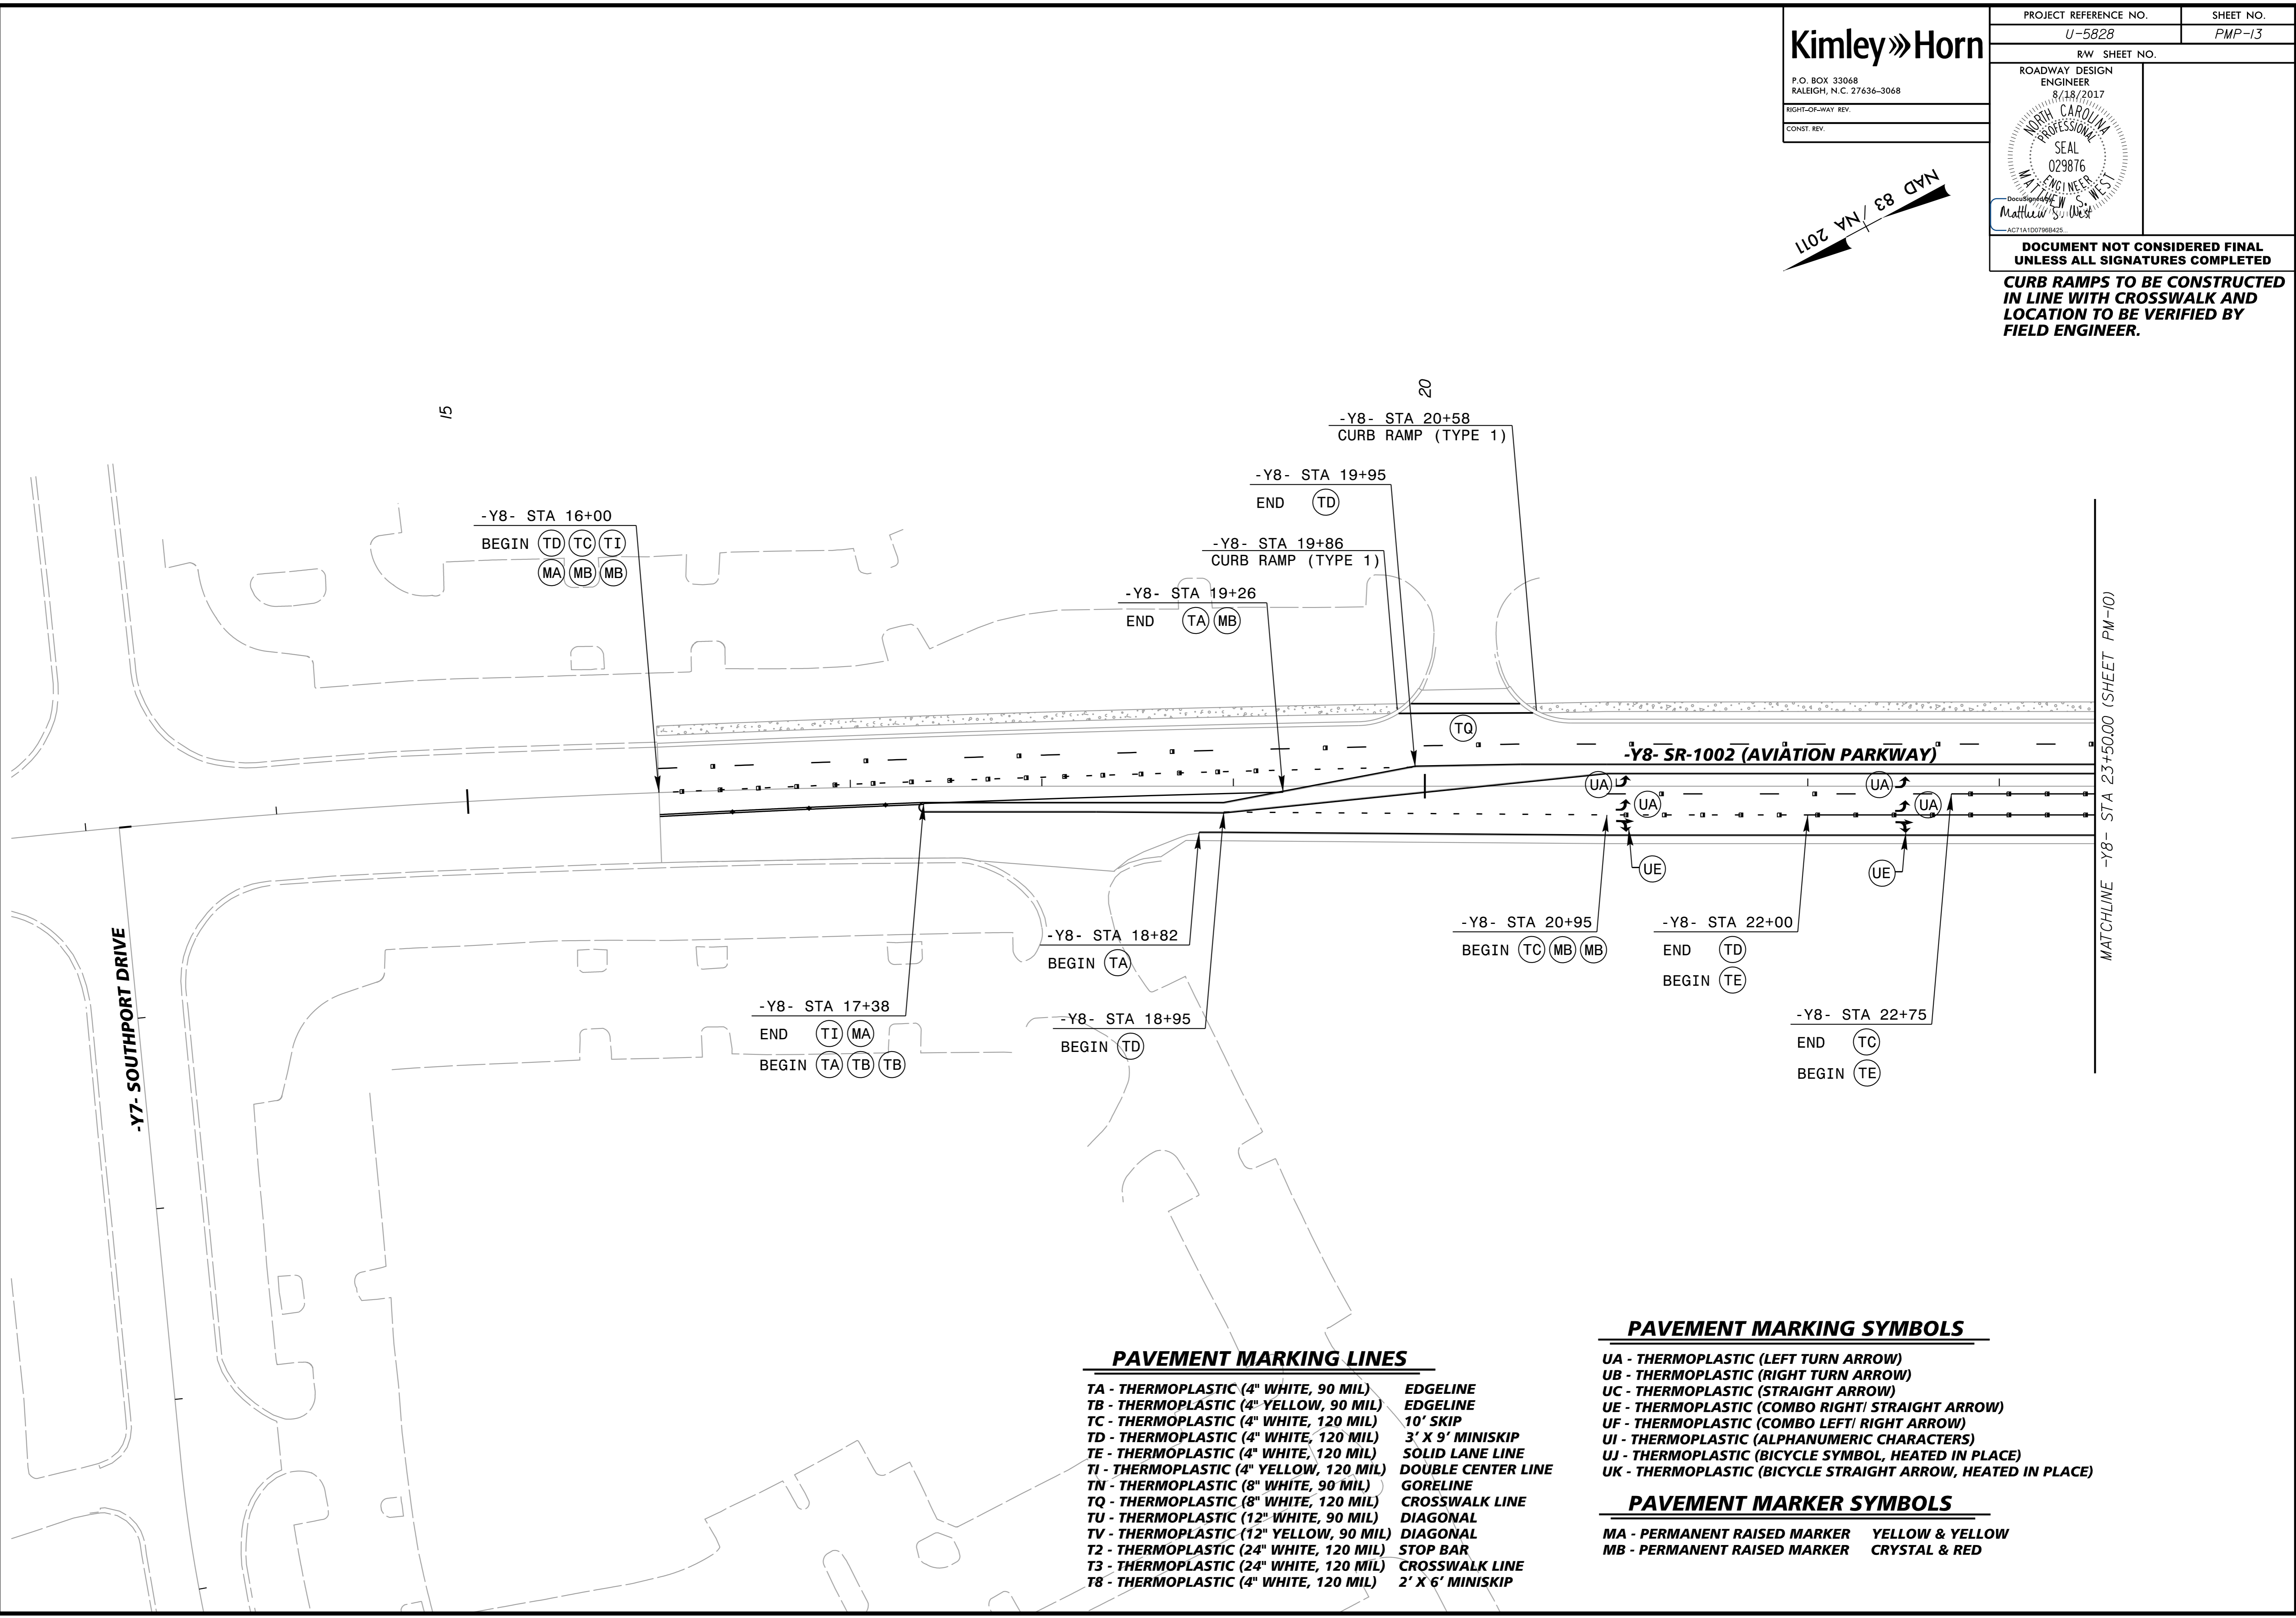 Kimley»Horn
P.O. BOX 33068
RALEIGH, N.C. 27636-3068
RIGHT-OF-WAY REV.
CONST. REV.
PROJECT REFERENCE NO.
SHEET NO.
U-5828
PMP-13
R/W SHEET NO.
ROADWAY DESIGN
ENGINEER
8/18/2017
NORTH CAROLINA
PROFESSIONAL
SEAL
029876
ENGINEER
MATTHEW S. WEST
DocuSigned by:
Matthew S. West
AC71A1D0796B425...
DOCUMENT NOT CONSIDERED FINAL
UNLESS ALL SIGNATURES COMPLETED
CURB RAMPS TO BE CONSTRUCTED
IN LINE WITH CROSSWALK AND
LOCATION TO BE VERIFIED BY
FIELD ENGINEER.
NAD 83 / NA 2011
15
20
-Y8- STA 20+58
CURB RAMP (TYPE 1)
-Y8- STA 19+95
END TD
-Y8- STA 19+86
CURB RAMP (TYPE 1)
-Y8- STA 19+26
END TA MB
-Y8- STA 16+00
BEGIN TD TC TI
MA MB MB
TQ
-Y8- SR-1002 (AVIATION PARKWAY)
UA
UA
UA
UA
UE
UE
MATCHLINE -Y8- STA 23+50.00 (SHEET PM-10)
-Y7- SOUTHPORT DRIVE
-Y8- STA 18+82
BEGIN TA
-Y8- STA 20+95
BEGIN TC MB MB
-Y8- STA 22+00
END TD
BEGIN TE
-Y8- STA 17+38
END TI MA
BEGIN TA TB TB
-Y8- STA 18+95
BEGIN TD
-Y8- STA 22+75
END TC
BEGIN TE
PAVEMENT MARKING LINES
TA - THERMOPLASTIC (4" WHITE, 90 MIL) EDGELINE
TB - THERMOPLASTIC (4" YELLOW, 90 MIL) EDGELINE
TC - THERMOPLASTIC (4" WHITE, 120 MIL) 10' SKIP
TD - THERMOPLASTIC (4" WHITE, 120 MIL) 3' X 9' MINISKIP
TE - THERMOPLASTIC (4" WHITE, 120 MIL) SOLID LANE LINE
TI - THERMOPLASTIC (4" YELLOW, 120 MIL) DOUBLE CENTER LINE
TN - THERMOPLASTIC (8" WHITE, 90 MIL) GORELINE
TQ - THERMOPLASTIC (8" WHITE, 120 MIL) CROSSWALK LINE
TU - THERMOPLASTIC (12" WHITE, 90 MIL) DIAGONAL
TV - THERMOPLASTIC (12" YELLOW, 90 MIL) DIAGONAL
T2 - THERMOPLASTIC (24" WHITE, 120 MIL) STOP BAR
T3 - THERMOPLASTIC (24" WHITE, 120 MIL) CROSSWALK LINE
T8 - THERMOPLASTIC (4" WHITE, 120 MIL) 2' X 6' MINISKIP
PAVEMENT MARKING SYMBOLS
UA - THERMOPLASTIC (LEFT TURN ARROW)
UB - THERMOPLASTIC (RIGHT TURN ARROW)
UC - THERMOPLASTIC (STRAIGHT ARROW)
UE - THERMOPLASTIC (COMBO RIGHT/ STRAIGHT ARROW)
UF - THERMOPLASTIC (COMBO LEFT/ RIGHT ARROW)
UI - THERMOPLASTIC (ALPHANUMERIC CHARACTERS)
UJ - THERMOPLASTIC (BICYCLE SYMBOL, HEATED IN PLACE)
UK - THERMOPLASTIC (BICYCLE STRAIGHT ARROW, HEATED IN PLACE)
PAVEMENT MARKER SYMBOLS
MA - PERMANENT RAISED MARKER YELLOW & YELLOW
MB - PERMANENT RAISED MARKER CRYSTAL & RED